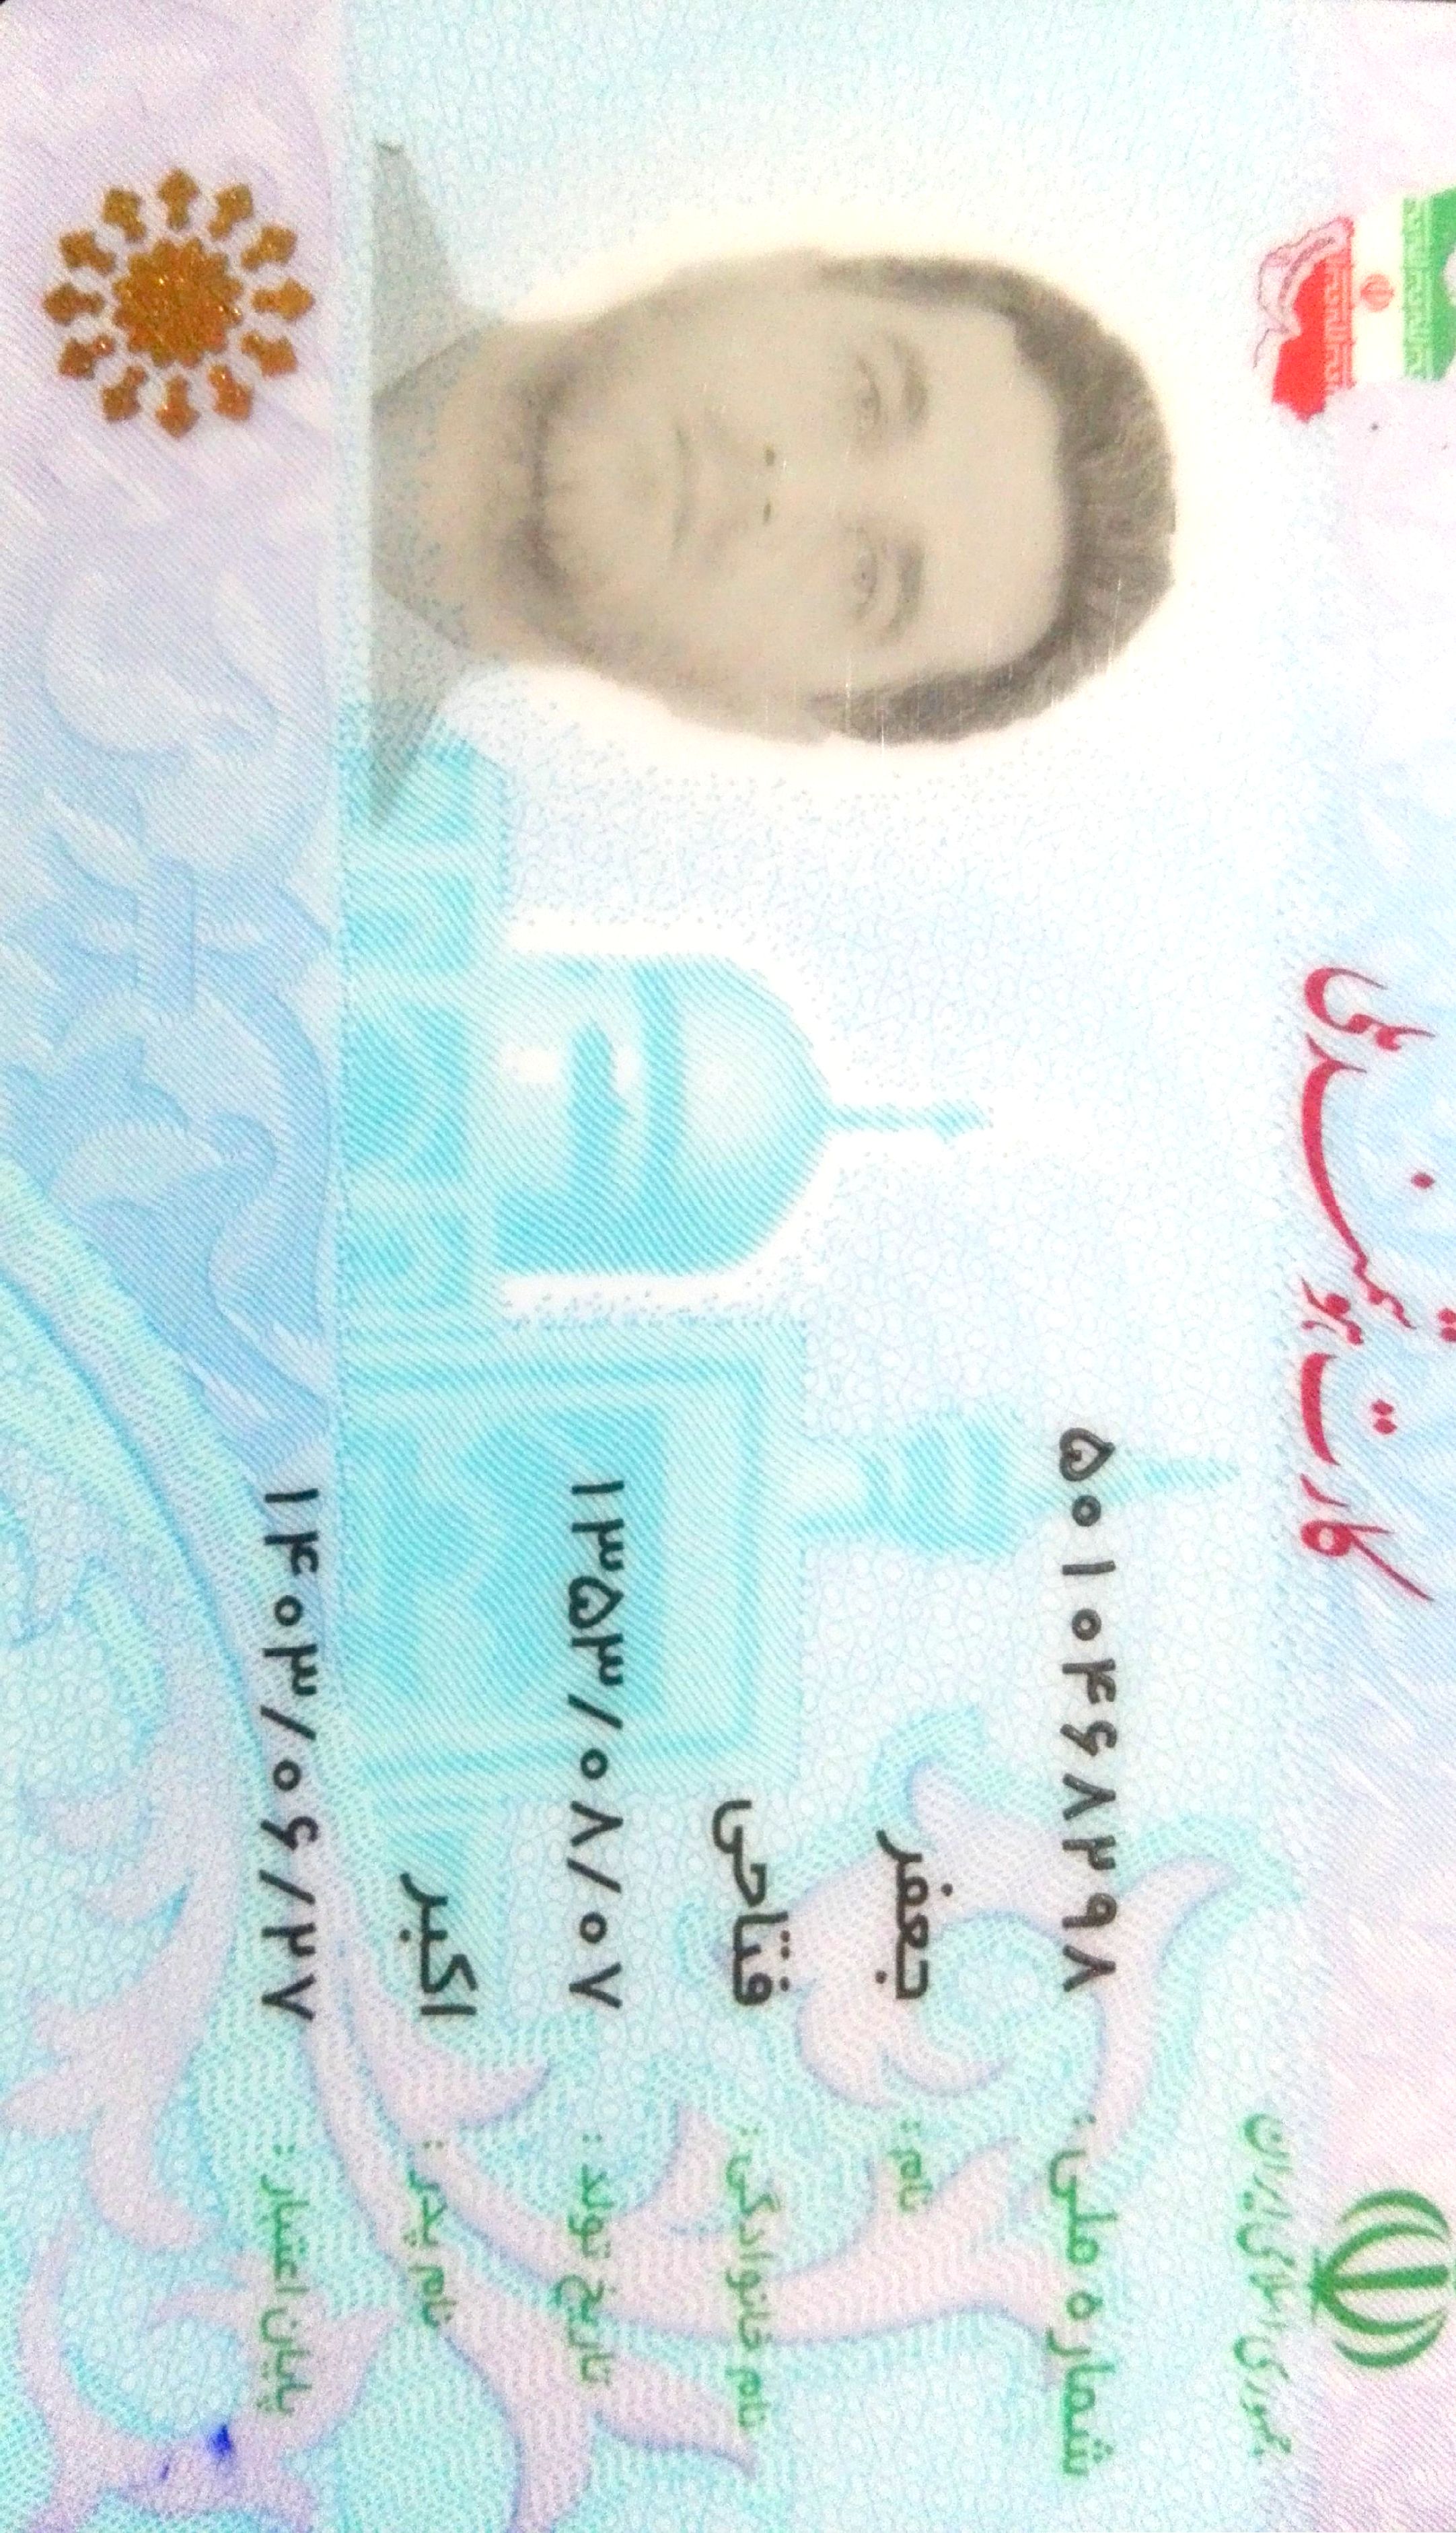 جمهوری اسلامی ایران
کارت هوشمند ملی
شماره ملی: ۵۰۱۰۴۶۸۲۹۸
نام: جعفر
نام خانوادگی: فتاحی
تاریخ تولد: ۱۳۵۳/۰۸/۰۷
نام پدر: اکبر
پایان اعتبار: ۱۴۰۳/۰۶/۲۷